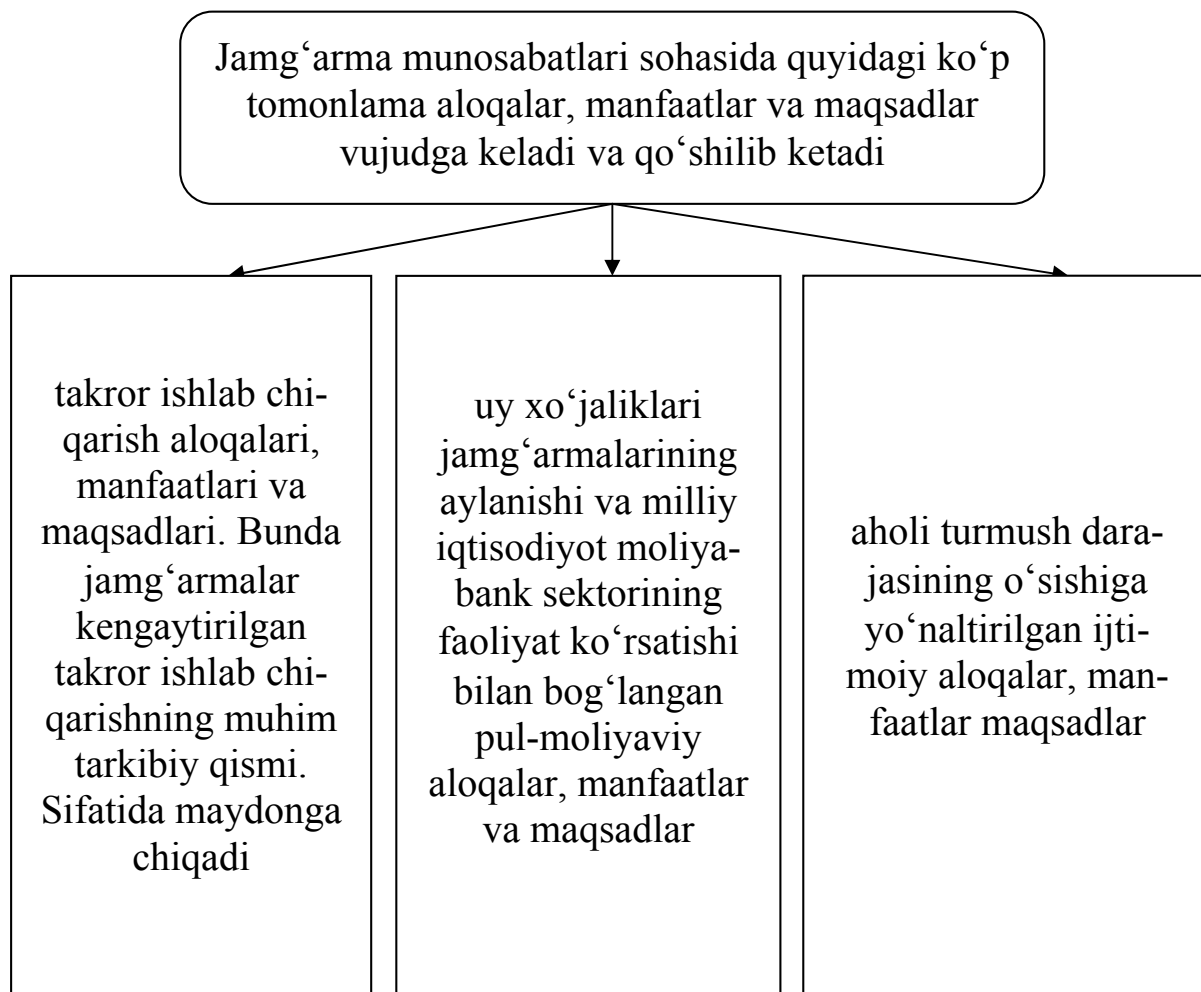 Jamg‘arma munosabatlari sohasida quyidagi ko‘p
tomonlama aloqalar, manfaatlar va maqsadlar
vujudga keladi va qo‘shilib ketadi
takror ishlab chi-
qarish aloqalari,
manfaatlari va
maqsadlari. Bunda
jamg‘armalar
kengaytirilgan
takror ishlab chi-
qarishning muhim
tarkibiy qismi.
Sifatida maydonga
chiqadi
uy xo‘jaliklari
jamg‘armalarining
aylanishi va milliy
iqtisodiyot moliya-
bank sektorining
faoliyat ko‘rsatishi
bilan bog‘langan
pul-moliyaviy
aloqalar, manfaatlar
va maqsadlar
aholi turmush dara-
jasining o‘sishiga
yo‘naltirilgan ijti-
moiy aloqalar, man-
faatlar maqsadlar